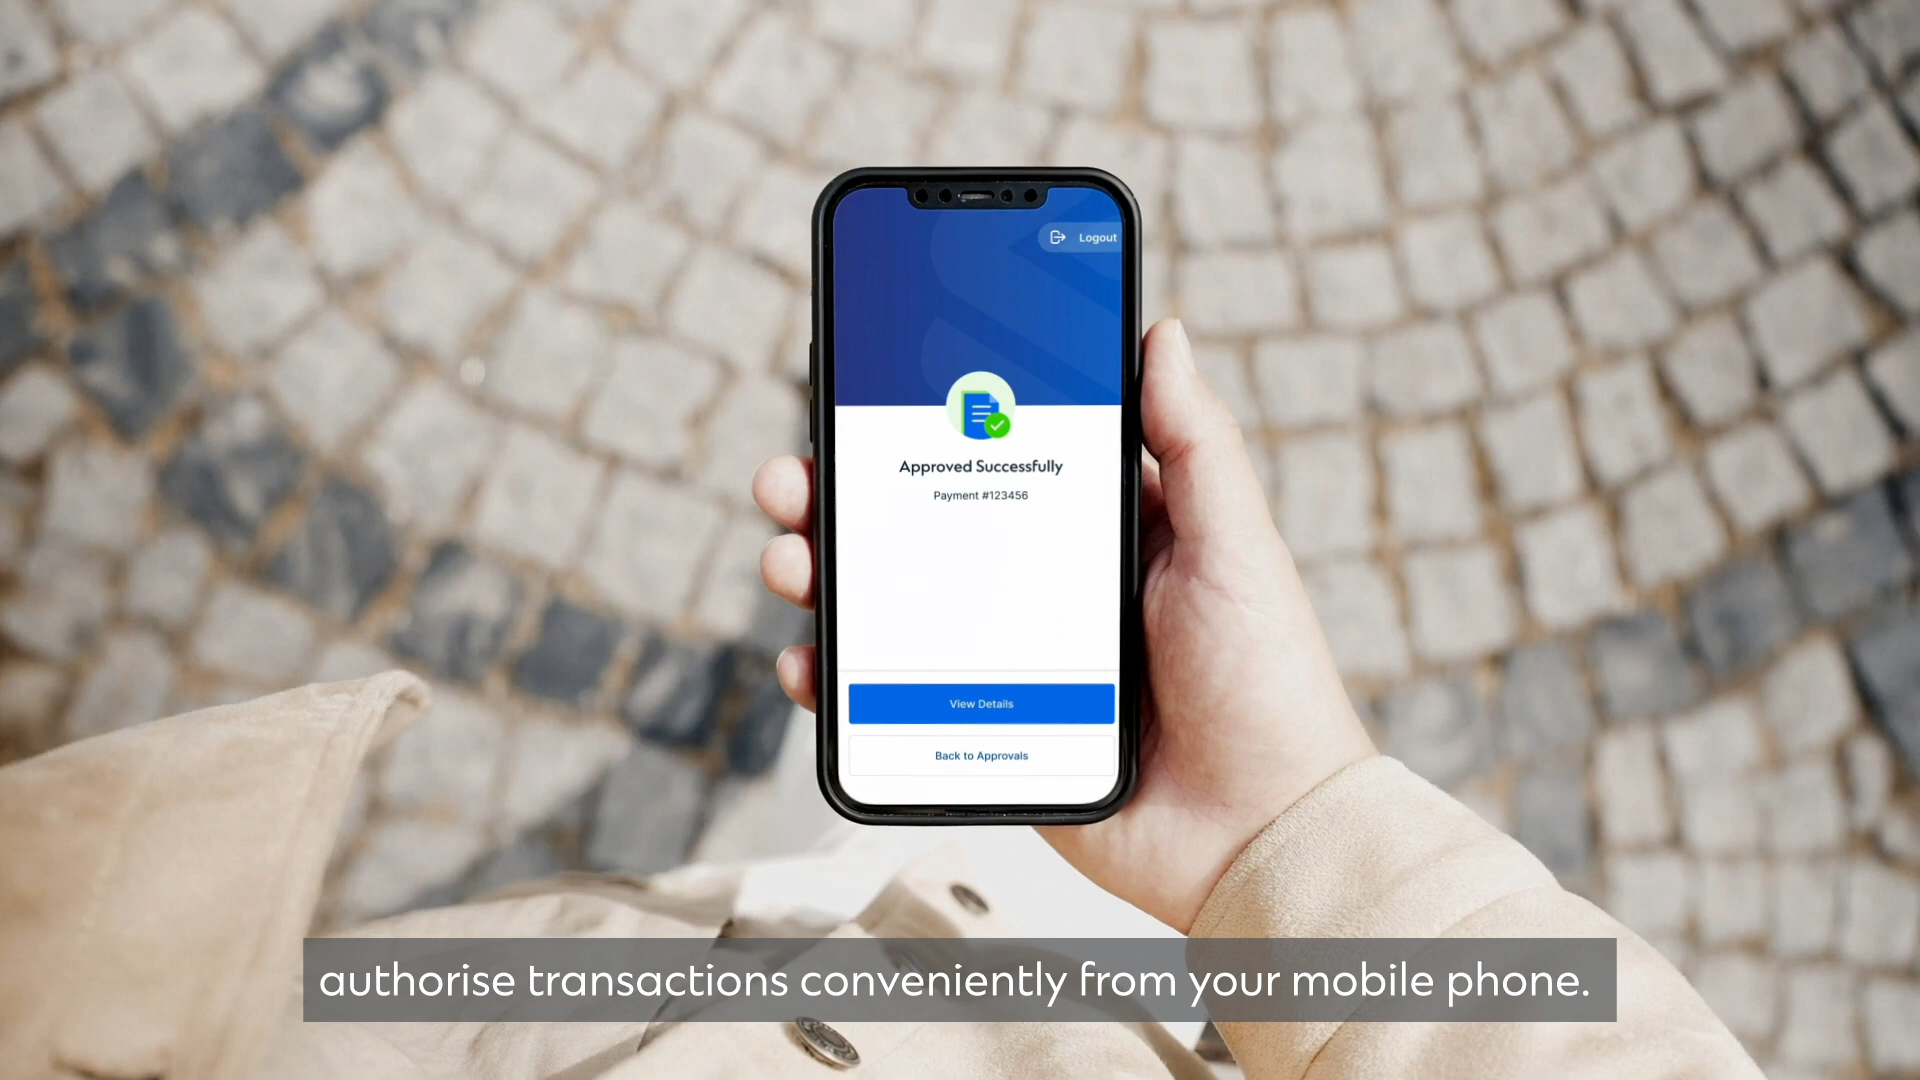 Logout
Approved Successfully
Payment #123456
View Details
Back to Approvals
authorise transactions conveniently from your mobile phone.